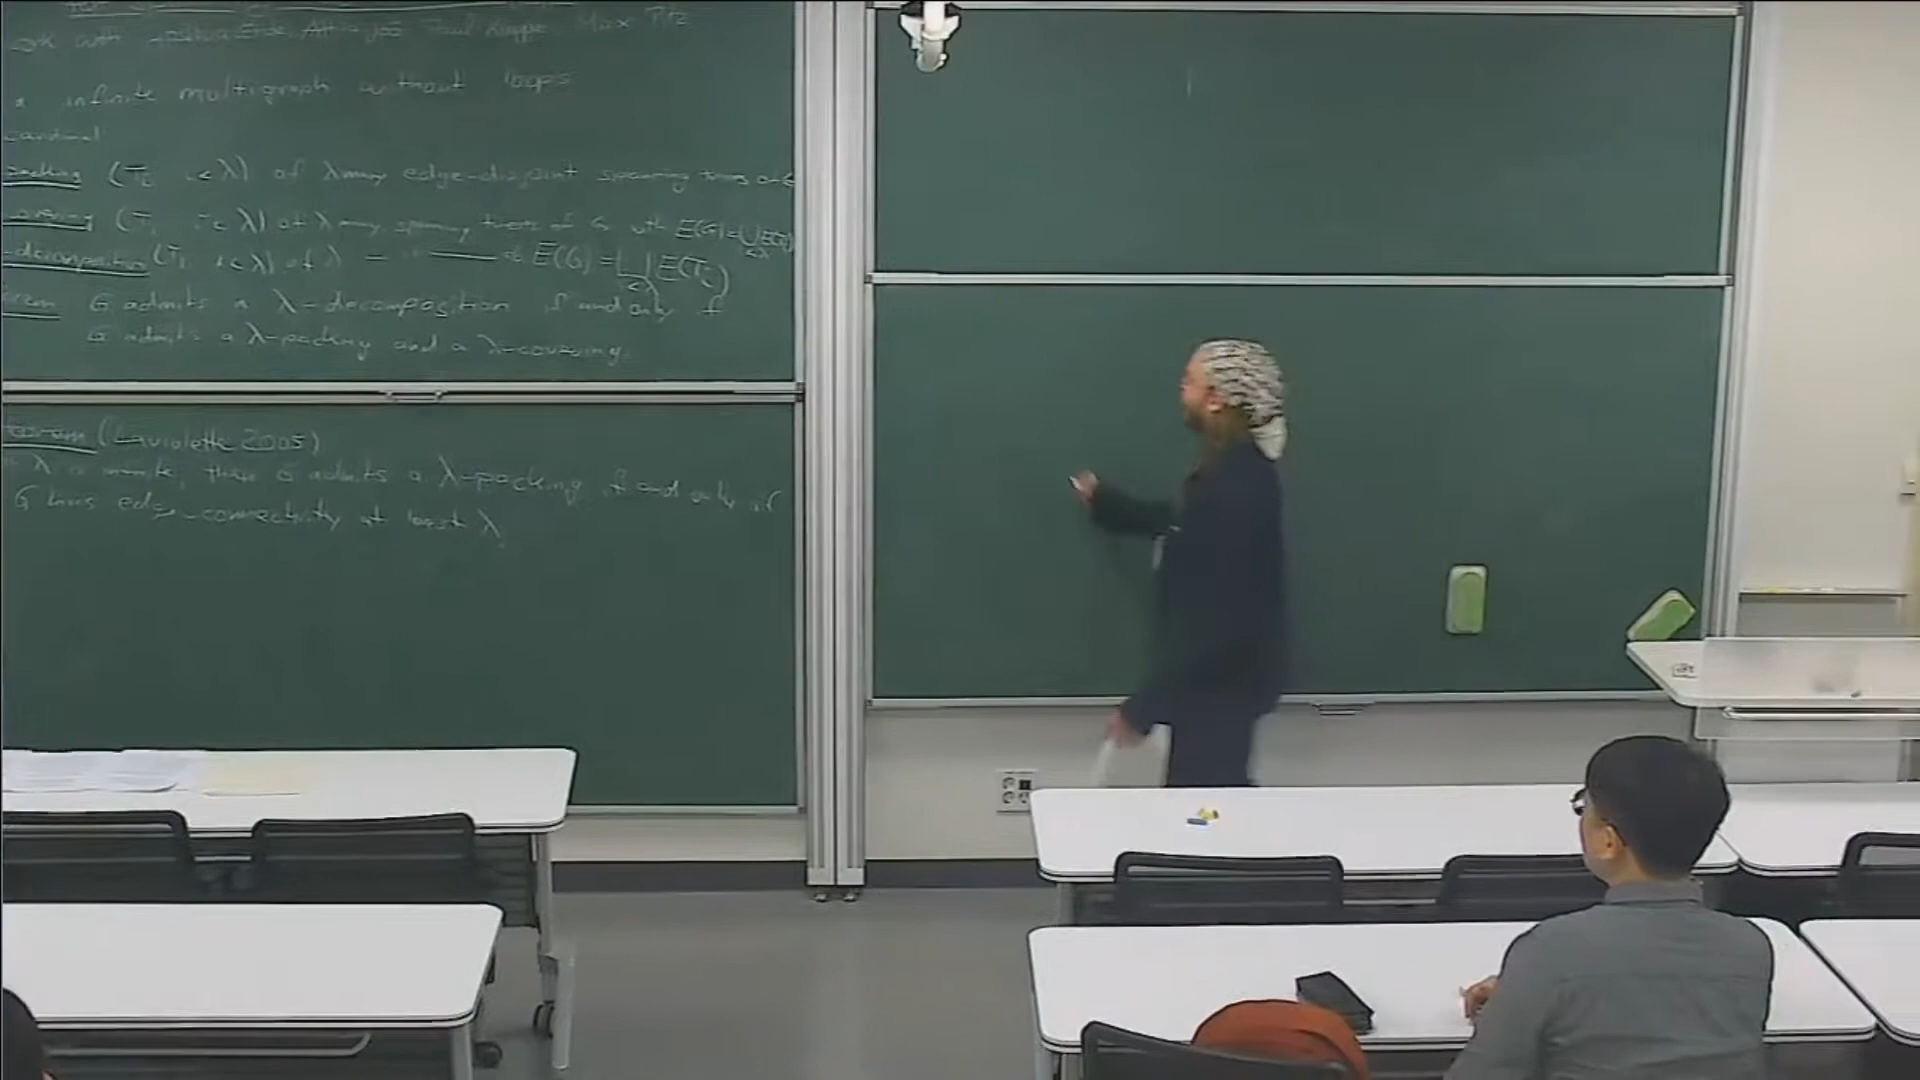 work with Joshua Erde, Attila Joó, Paul Knappe, Max Pitz
infinite multigraph without loops
cardinal
packing (Tᵢ : i<λ) of λ many edge-disjoint spanning trees of G
covering (Tᵢ : i<λ) of λ many spanning trees of G with E(G)=⋃E(Tᵢ)
-decomposition (Tᵢ : i<λ) of λ — " — E(G)=⨆E(Tᵢ)
G admits a λ-decomposition if and only if
G admits a λ-packing and a λ-covering.
(Laviolette 2005)
λ is infinite, then G admits a λ-packing if and only if
G has edge-connectivity at least λ.